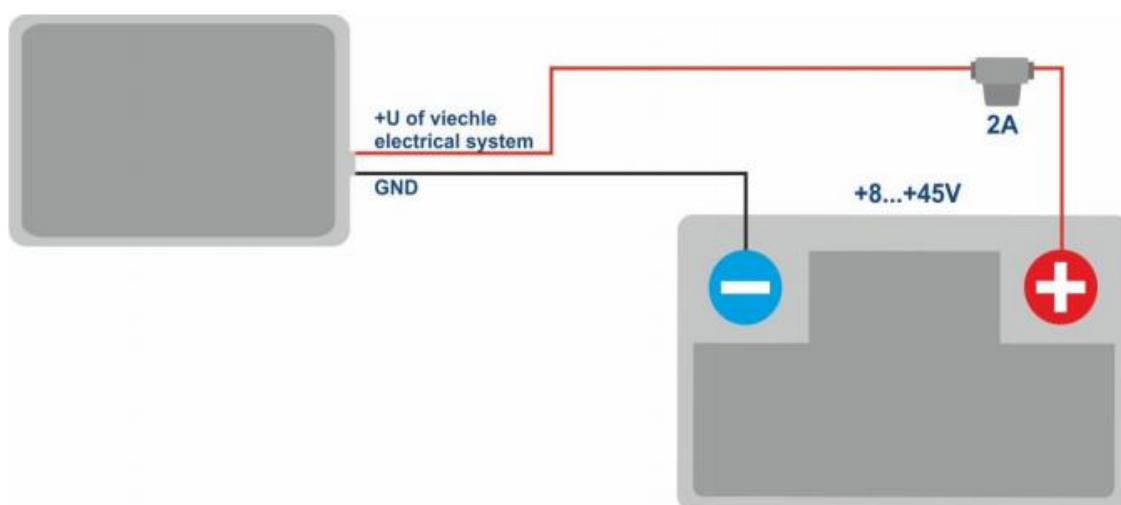 +U of viechle
electrical system
GND
2A
+8...+45V